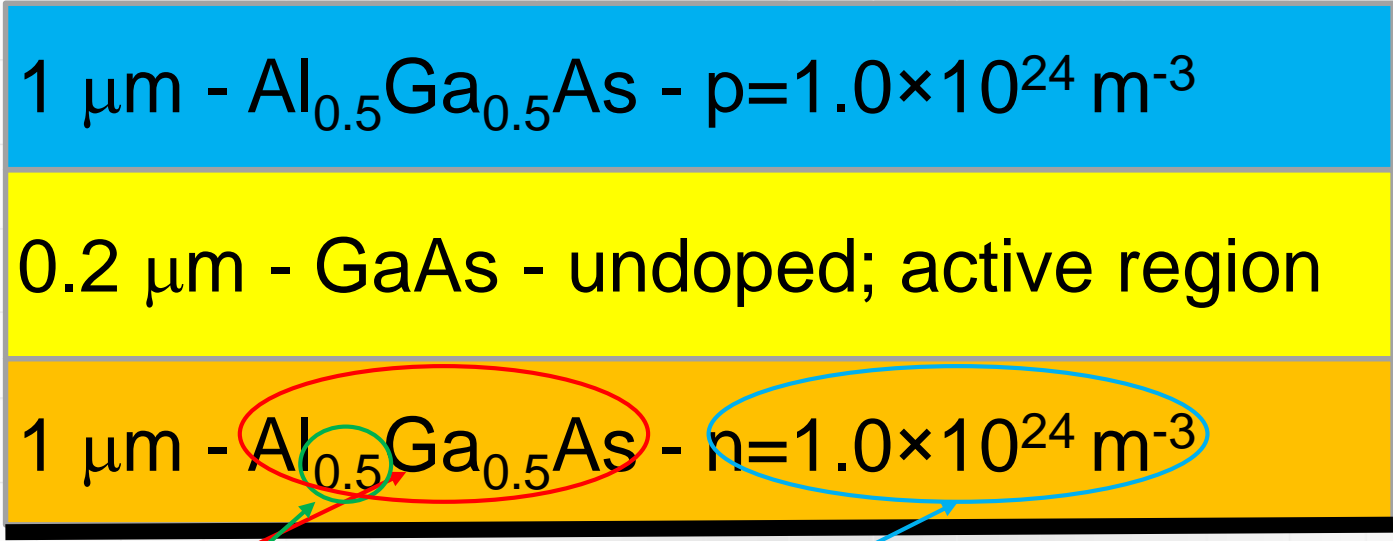 1 μm - Al₀.₅Ga₀.₅As - p=1.0×10²⁴ m⁻³
0.2 μm - GaAs - undoped; active region
1 μm - Al₀.₅Ga₀.₅As - n=1.0×10²⁴ m⁻³